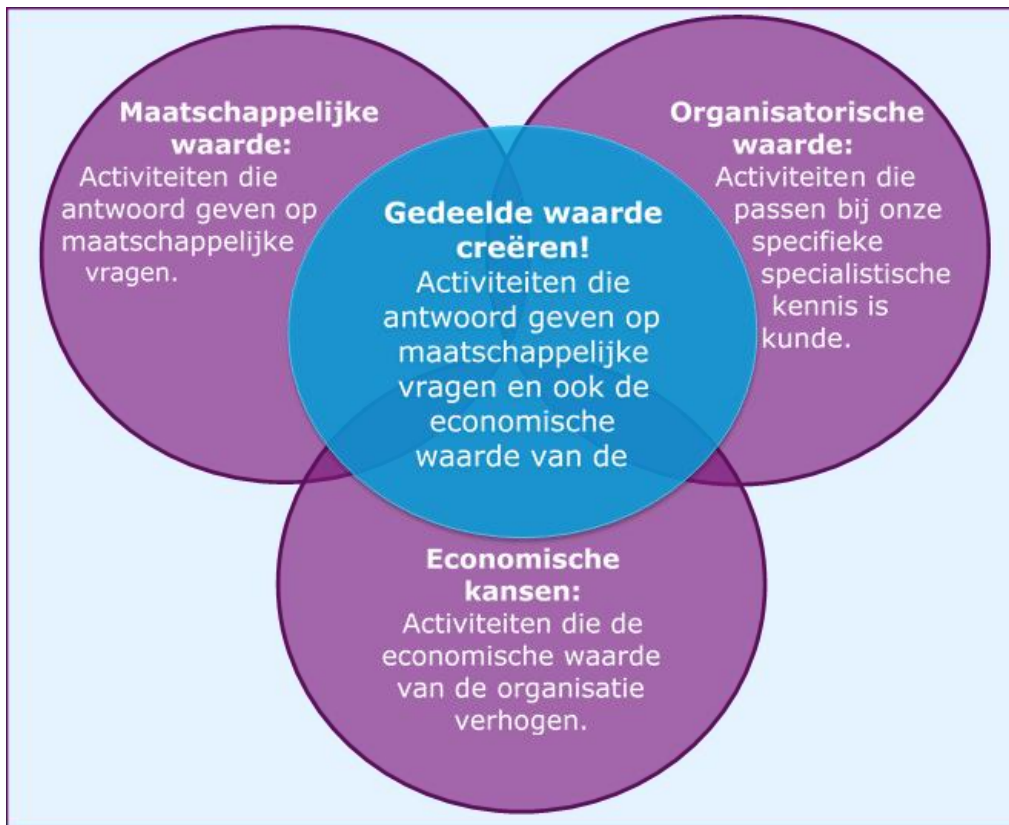 Maatschappelijke
waarde:
Activiteiten die
antwoord geven op
maatschappelijke
vragen.
Organisatorische
waarde:
Activiteiten die
passen bij onze
specifieke
specialistische
kennis is
kunde.
Gedeelde waarde
creëren!
Activiteiten die
antwoord geven op
maatschappelijke
vragen en ook de
economische
waarde van de
Economische
kansen:
Activiteiten die de
economische waarde
van de organisatie
verhogen.